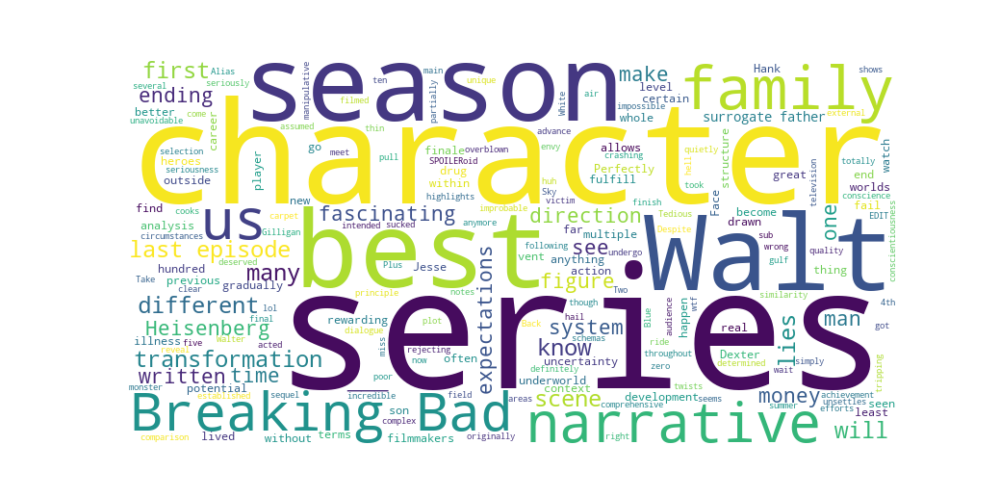 season
character
family
best
Walt
us
series
Breaking Bad
narrative
first
Alias
several
seriously
ending
better
unavoidable
come
career
manipulative
ten
filmed
main
partially
unique
shows
air
White
impossible
make
level
certain
whole
Hank
surrogate father
external
selection
seriousness
heroes
outside
player
assumed
thin
go
meet
advance
overblown
envy
finale
SPOILERoid
pull
drug
within
crashing
Perfectly
allows
fulfill
quietly
hell
took
structure
great
watch
totally
end
worlds
conscience
fail
EDIT
conscientiousness
television
find
cooks
analysis
circumstances
Gilligan
carpet
new
highlights
huh
victim
improbable
Sky
finish
fascinating
intended
sucked
anymore
direction
Face
Tedious
become
drawn
sub
wrong
one
last episode
deserved
hundred
previous
gradually
Take
clear
lol
final
many
Plus
Jesse
principle
notes
far
multiple
following
vent
anything
action
undergo
see
figure
Despite
Two
gulf
quality
thing
similarity
4th
got
different
Heisenberg
Walter
illness
five
acted
reveal
transformation
written
time
rewarding
dialogue
plot
miss
rejecting
now
poor
often
expectations
Back
hail
though
schemas
system
know
uncertainty
definitely
ride
throughout
underworld
context
zero
Blue
happen
audience
wtf
real
determined
seems
twists
Dexter
simply
wait
lies
man
tripping
monster
established
potential
sequel
incredible
field
areas
comprehensive
scene
development
money
summer
efforts
achievement
unsettles
least
seen
comparison
lived
without
son
complex
terms
filmmakers
originally
right
will